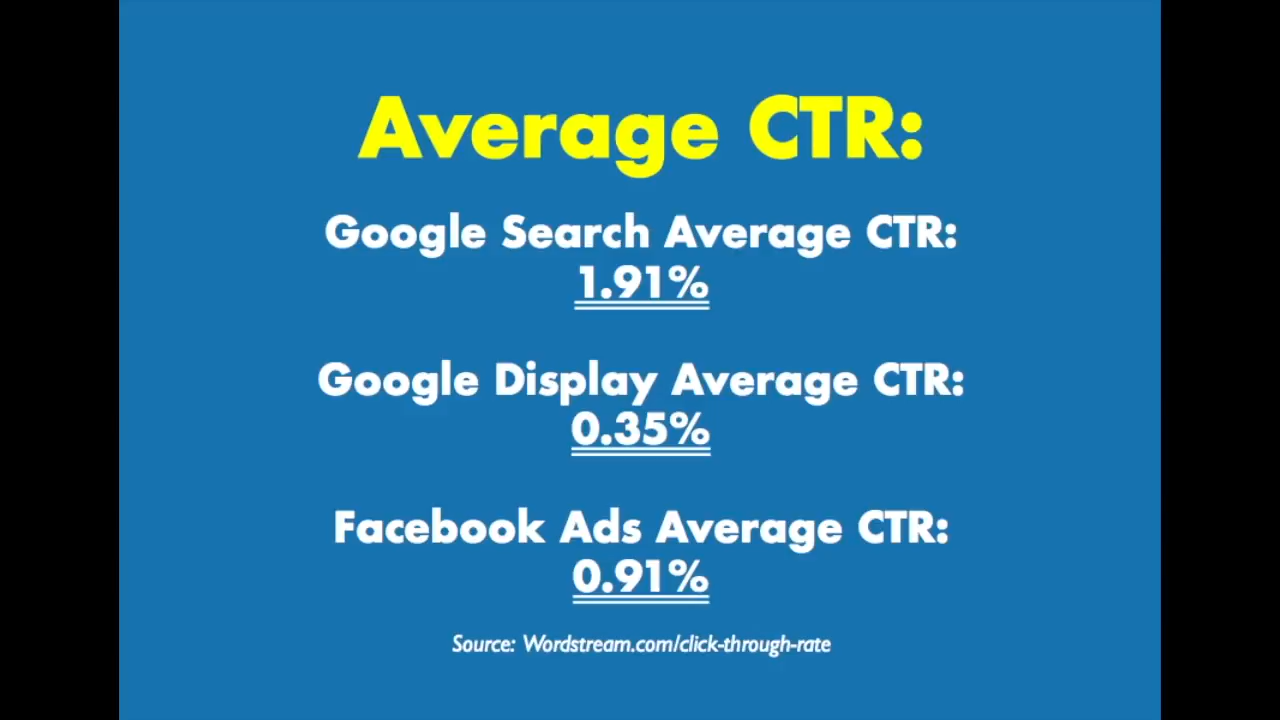 Average CTR:
Google Search Average CTR:
1.91%
Google Display Average CTR:
0.35%
Facebook Ads Average CTR:
0.91%
Source: Wordstream.com/click-through-rate